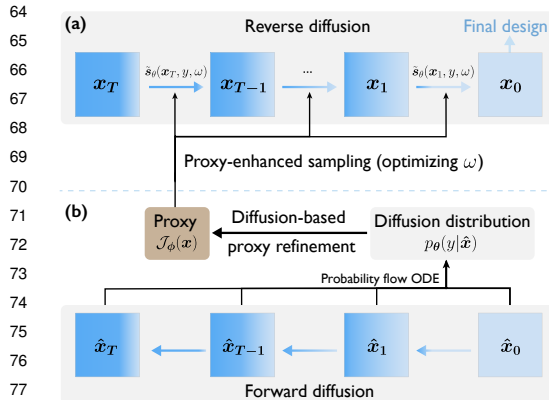 64
65
66
67
68
69
70
71
72
73
74
75
76
77
(a) Reverse diffusion Final design
x_T s̃_θ(x_T, y, ω) x_{T−1} ... x_1 s̃_θ(x_1, y, ω) x_0
Proxy-enhanced sampling (optimizing ω)
(b)
Proxy
𝒥_ϕ(x)
Diffusion-based
proxy refinement
Diffusion distribution
p_θ(y|x̂)
Probability flow ODE
x̂_T x̂_{T−1} x̂_1 x̂_0
Forward diffusion